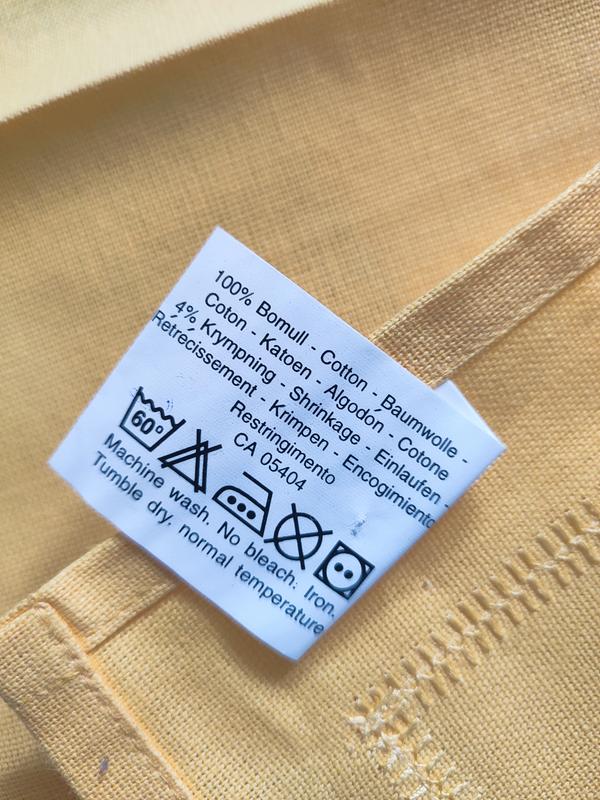 100% Bomull - Cotton - Baumwolle -
Coton - Katoen - Algodon - Cotone
4% Krympning - Shrinkage - Einlaufen -
Retrecissement - Krimpen - Encogimiento
Restringimento
CA 05404
60°
Machine wash. No bleach. Iron.
Tumble dry, normal temperature